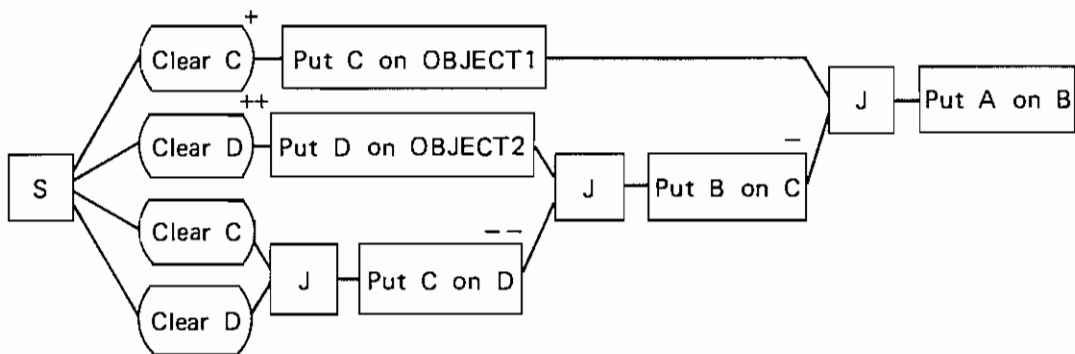 +
Clear C
Put C on OBJECT1
++
Clear D
Put D on OBJECT2
S
Clear C
J
Put C on D
--
Clear D
J
Put B on C
-
J
Put A on B